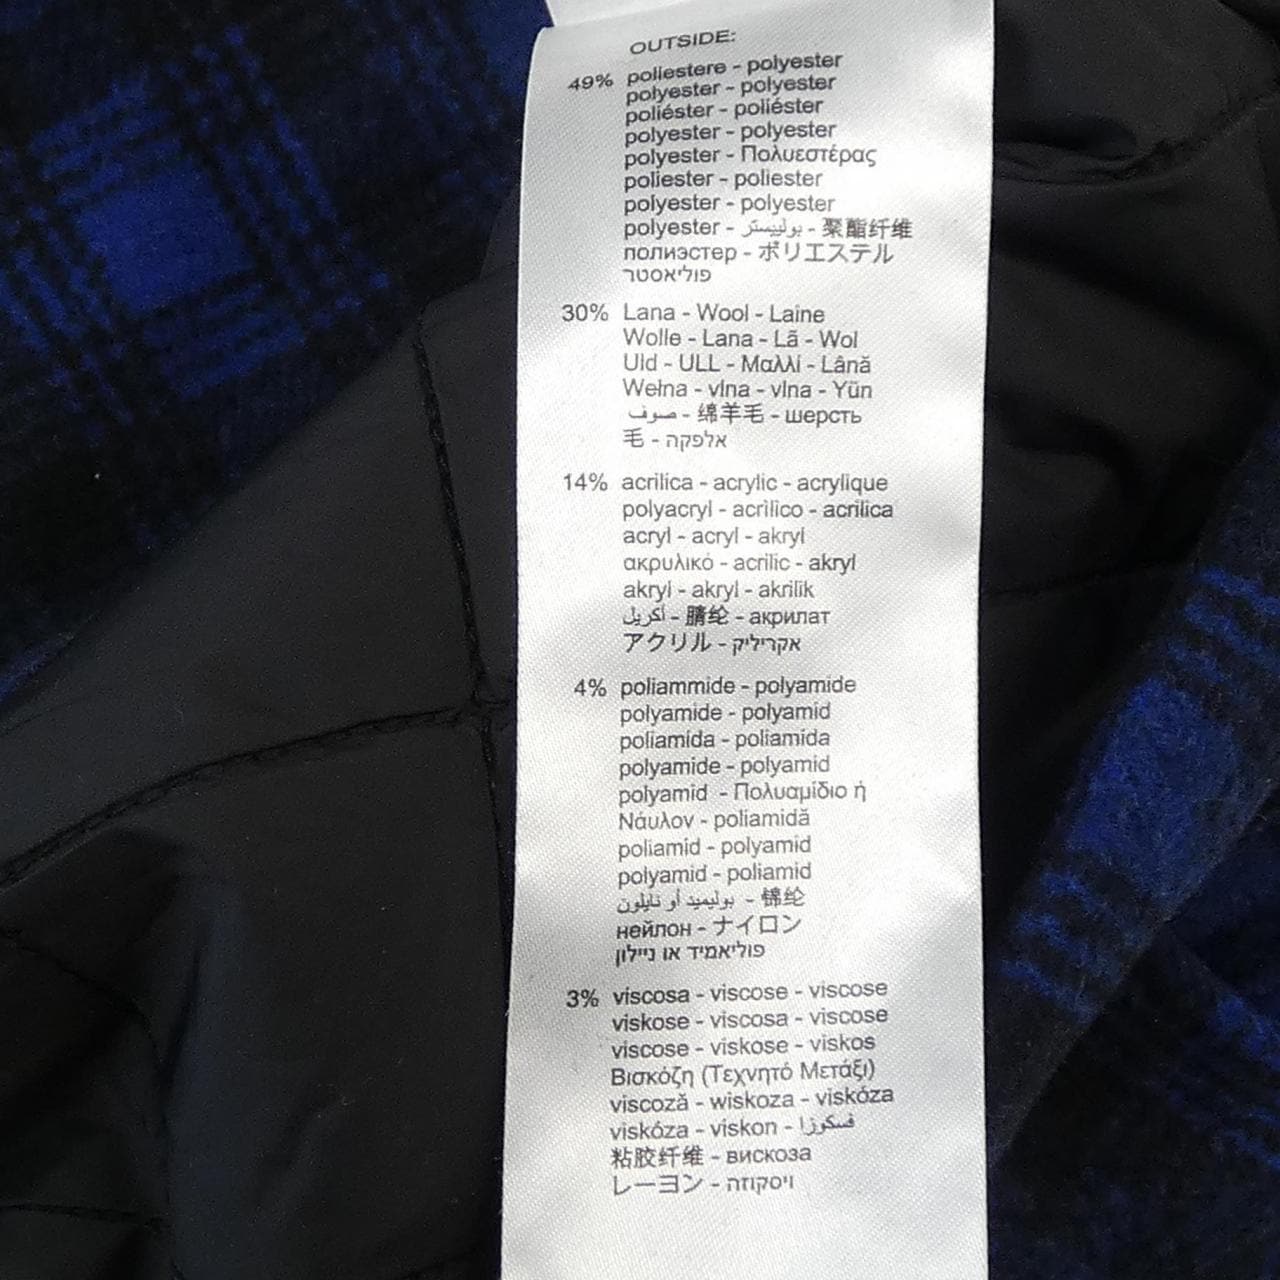 OUTSIDE:
49% poliestere - polyester
polyester - polyester
poliéster - poliéster
polyester - polyester
polyester - Πολυεστέρας
poliester - poliester
polyester - polyester
polyester - بولييستر - 聚酯纤维
полиэстер - ポリエステル
פוליאסטר
30% Lana - Wool - Laine
Wolle - Lana - Lã - Wol
Uld - ULL - Μαλλί - Lână
Wełna - vlna - vlna - Yün
صوف - 绵羊毛 - шерсть
毛 - אלפקה
14% acrilica - acrylic - acrylique
polyacryl - acrìlico - acrilica
acryl - acryl - akryl
ακρυλικό - acrilic - akryl
akryl - akryl - akrilik
أكريل - 腈纶 - акрилат
アクリル - אקריליק
4% poliammide - polyamide
polyamide - polyamid
poliamida - poliamida
polyamide - polyamid
polyamid - Πολυαμίδιο ή
Νάυλον - poliamidă
poliamid - polyamid
polyamid - poliamid
بوليميد أو نايلون - 锦纶
нейлон - ナイロン
פוליאמיד או ניילון
3% viscosa - viscose - viscose
viskose - viscosa - viscose
viscose - viskose - viskos
Βισκόζη (Τεχνητό Μετάξι)
viscoză - wiskoza - viskóza
viskóza - viskon - فسكوزا
粘胶纤维 - вискоза
レーヨン - ויסקוזה